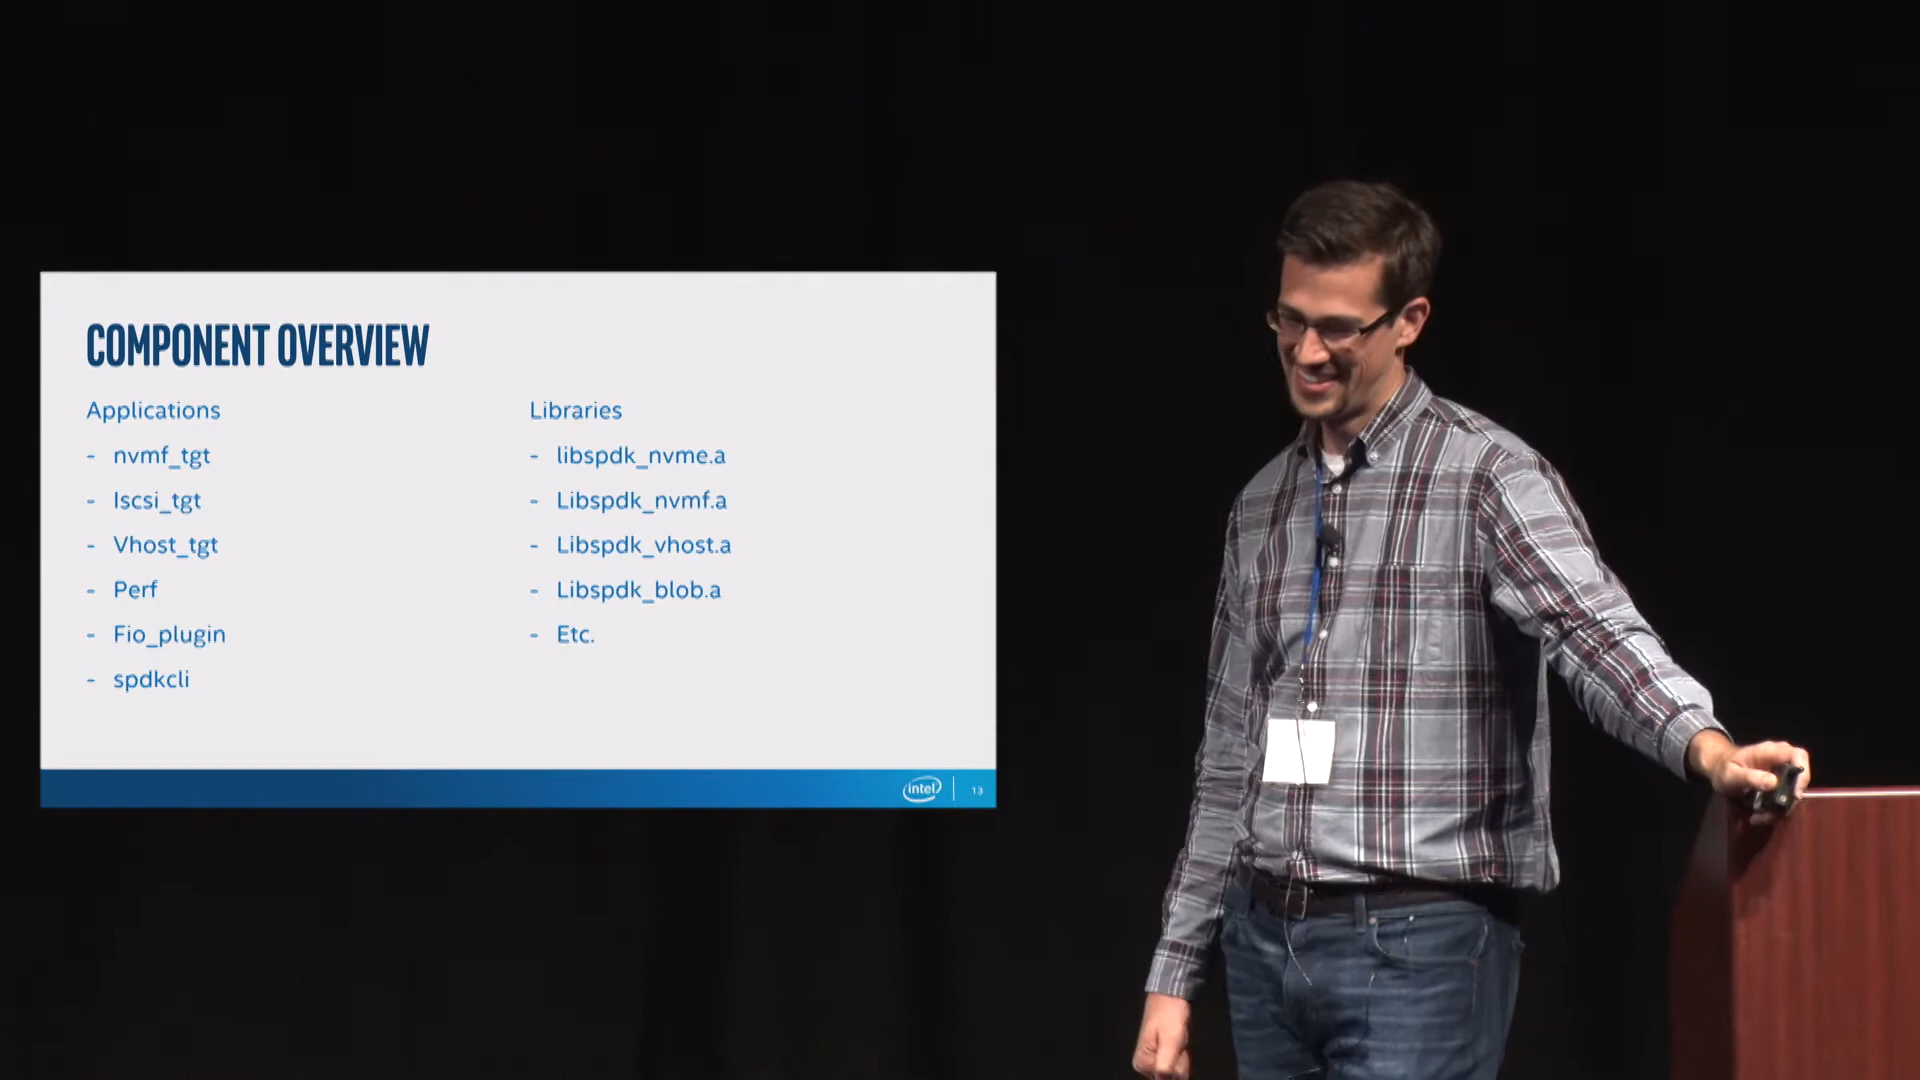 COMPONENT OVERVIEW
Applications
- nvmf_tgt
- Iscsi_tgt
- Vhost_tgt
- Perf
- Fio_plugin
- spdkcli
Libraries
- libspdk_nvme.a
- Libspdk_nvmf.a
- Libspdk_vhost.a
- Libspdk_blob.a
- Etc.
intel
13